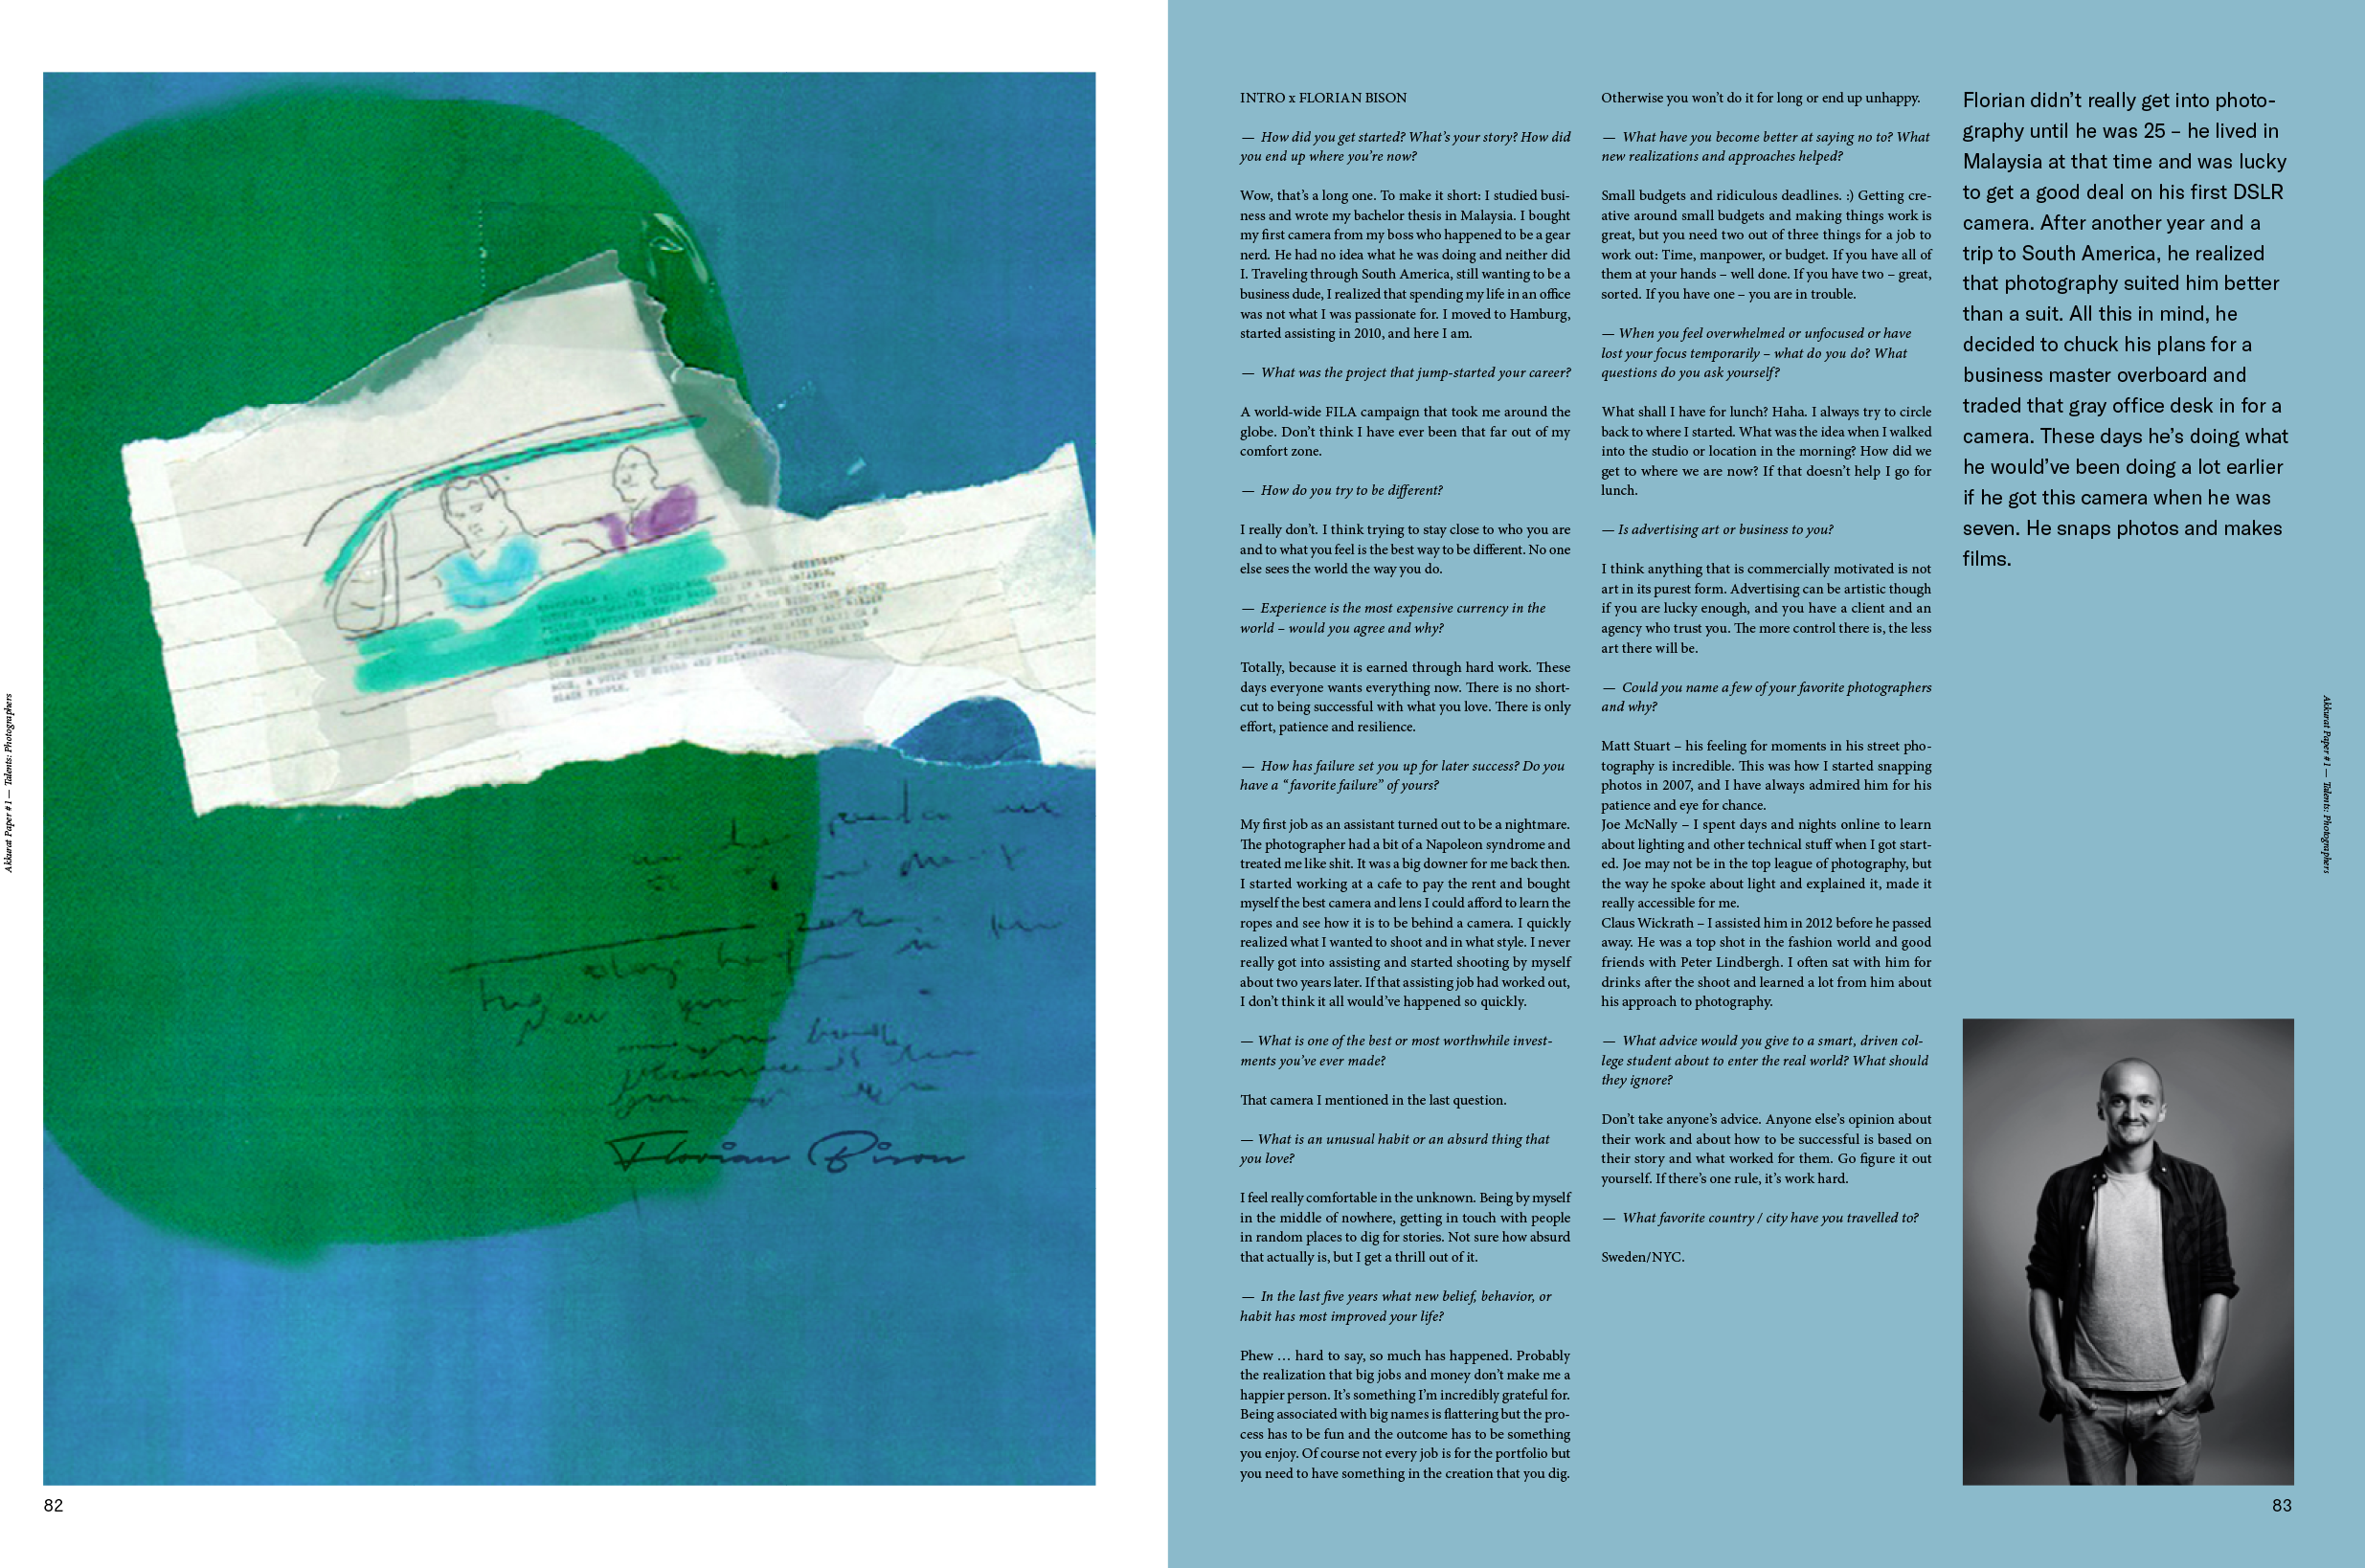 Akkurat Paper #1 — Talents: Photographers
BLACK PEOPLE.
Florian Bison
82
INTRO x FLORIAN BISON
— How did you get started? What’s your story? How did
you end up where you’re now?
Wow, that’s a long one. To make it short: I studied busi-
ness and wrote my bachelor thesis in Malaysia. I bought
my first camera from my boss who happened to be a gear
nerd. He had no idea what he was doing and neither did
I. Traveling through South America, still wanting to be a
business dude, I realized that spending my life in an office
was not what I was passionate for. I moved to Hamburg,
started assisting in 2010, and here I am.
— What was the project that jump-started your career?
A world-wide FILA campaign that took me around the
globe. Don’t think I have ever been that far out of my
comfort zone.
— How do you try to be different?
I really don’t. I think trying to stay close to who you are
and to what you feel is the best way to be different. No one
else sees the world the way you do.
— Experience is the most expensive currency in the
world – would you agree and why?
Totally, because it is earned through hard work. These
days everyone wants everything now. There is no short-
cut to being successful with what you love. There is only
effort, patience and resilience.
— How has failure set you up for later success? Do you
have a “favorite failure” of yours?
My first job as an assistant turned out to be a nightmare.
The photographer had a bit of a Napoleon syndrome and
treated me like shit. It was a big downer for me back then.
I started working at a cafe to pay the rent and bought
myself the best camera and lens I could afford to learn the
ropes and see how it is to be behind a camera. I quickly
realized what I wanted to shoot and in what style. I never
really got into assisting and started shooting by myself
about two years later. If that assisting job had worked out,
I don’t think it all would’ve happened so quickly.
— What is one of the best or most worthwhile invest-
ments you’ve ever made?
That camera I mentioned in the last question.
— What is an unusual habit or an absurd thing that
you love?
I feel really comfortable in the unknown. Being by myself
in the middle of nowhere, getting in touch with people
in random places to dig for stories. Not sure how absurd
that actually is, but I get a thrill out of it.
— In the last five years what new belief, behavior, or
habit has most improved your life?
Phew … hard to say, so much has happened. Probably
the realization that big jobs and money don’t make me a
happier person. It’s something I’m incredibly grateful for.
Being associated with big names is flattering but the pro-
cess has to be fun and the outcome has to be something
you enjoy. Of course not every job is for the portfolio but
you need to have something in the creation that you dig.
Otherwise you won’t do it for long or end up unhappy.
— What have you become better at saying no to? What
new realizations and approaches helped?
Small budgets and ridiculous deadlines. :) Getting cre-
ative around small budgets and making things work is
great, but you need two out of three things for a job to
work out: Time, manpower, or budget. If you have all of
them at your hands – well done. If you have two – great,
sorted. If you have one – you are in trouble.
— When you feel overwhelmed or unfocused or have
lost your focus temporarily – what do you do? What
questions do you ask yourself?
What shall I have for lunch? Haha. I always try to circle
back to where I started. What was the idea when I walked
into the studio or location in the morning? How did we
get to where we are now? If that doesn’t help I go for
lunch.
— Is advertising art or business to you?
I think anything that is commercially motivated is not
art in its purest form. Advertising can be artistic though
if you are lucky enough, and you have a client and an
agency who trust you. The more control there is, the less
art there will be.
— Could you name a few of your favorite photographers
and why?
Matt Stuart – his feeling for moments in his street pho-
tography is incredible. This was how I started snapping
photos in 2007, and I have always admired him for his
patience and eye for chance.
Joe McNally – I spent days and nights online to learn
about lighting and other technical stuff when I got start-
ed. Joe may not be in the top league of photography, but
the way he spoke about light and explained it, made it
really accessible for me.
Claus Wickrath – I assisted him in 2012 before he passed
away. He was a top shot in the fashion world and good
friends with Peter Lindbergh. I often sat with him for
drinks after the shoot and learned a lot from him about
his approach to photography.
— What advice would you give to a smart, driven col-
lege student about to enter the real world? What should
they ignore?
Don’t take anyone’s advice. Anyone else’s opinion about
their work and about how to be successful is based on
their story and what worked for them. Go figure it out
yourself. If there’s one rule, it’s work hard.
— What favorite country / city have you travelled to?
Sweden/NYC.
Florian didn’t really get into photo-
graphy until he was 25 – he lived in
Malaysia at that time and was lucky
to get a good deal on his first DSLR
camera. After another year and a
trip to South America, he realized
that photography suited him better
than a suit. All this in mind, he
decided to chuck his plans for a
business master overboard and
traded that gray office desk in for a
camera. These days he’s doing what
he would’ve been doing a lot earlier
if he got this camera when he was
seven. He snaps photos and makes
films.
Akkurat Paper #1 — Talents: Photographers
83